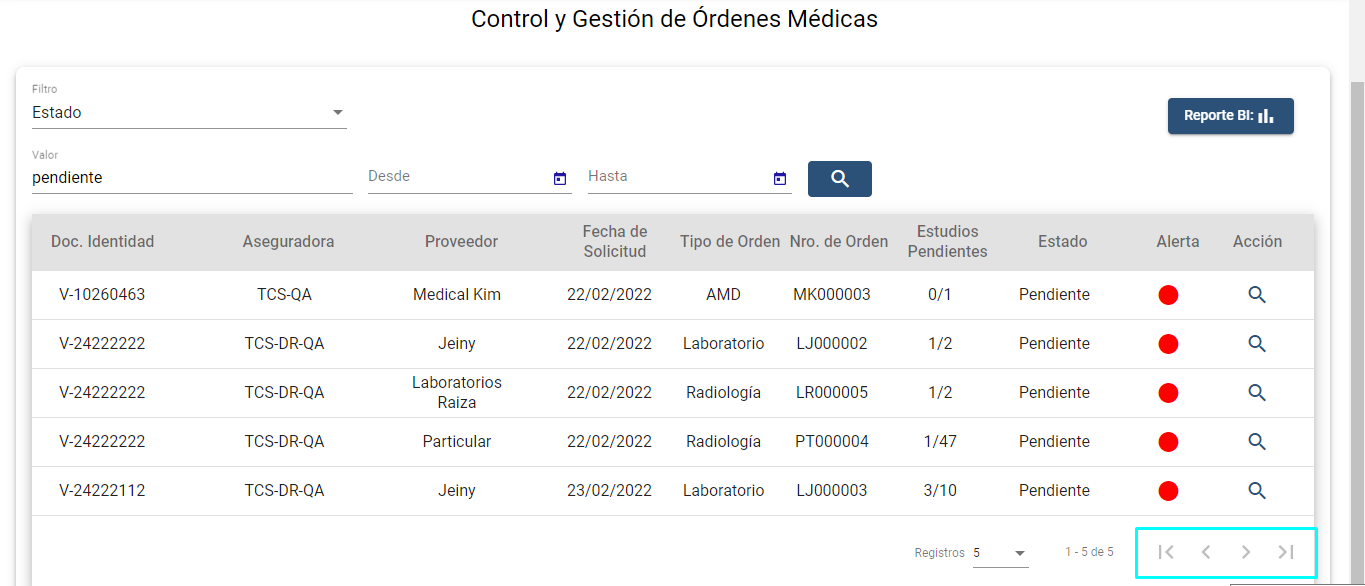 Control y Gestión de Órdenes Médicas
Filtro
Estado
Reporte BI:
Valor
pendiente
Desde
Hasta
Doc. Identidad Aseguradora Proveedor Fecha de Solicitud Tipo de Orden Nro. de Orden Estudios Pendientes Estado Alerta Acción
V-10260463 TCS-QA Medical Kim 22/02/2022 AMD MK000003 0/1 Pendiente
V-24222222 TCS-DR-QA Jeiny 22/02/2022 Laboratorio LJ000002 1/2 Pendiente
V-24222222 TCS-DR-QA Laboratorios Raiza 22/02/2022 Radiología LR000005 1/2 Pendiente
V-24222222 TCS-DR-QA Particular 22/02/2022 Radiología PT000004 1/47 Pendiente
V-24222112 TCS-DR-QA Jeiny 23/02/2022 Laboratorio LJ000003 3/10 Pendiente
Registros 5 1 - 5 de 5